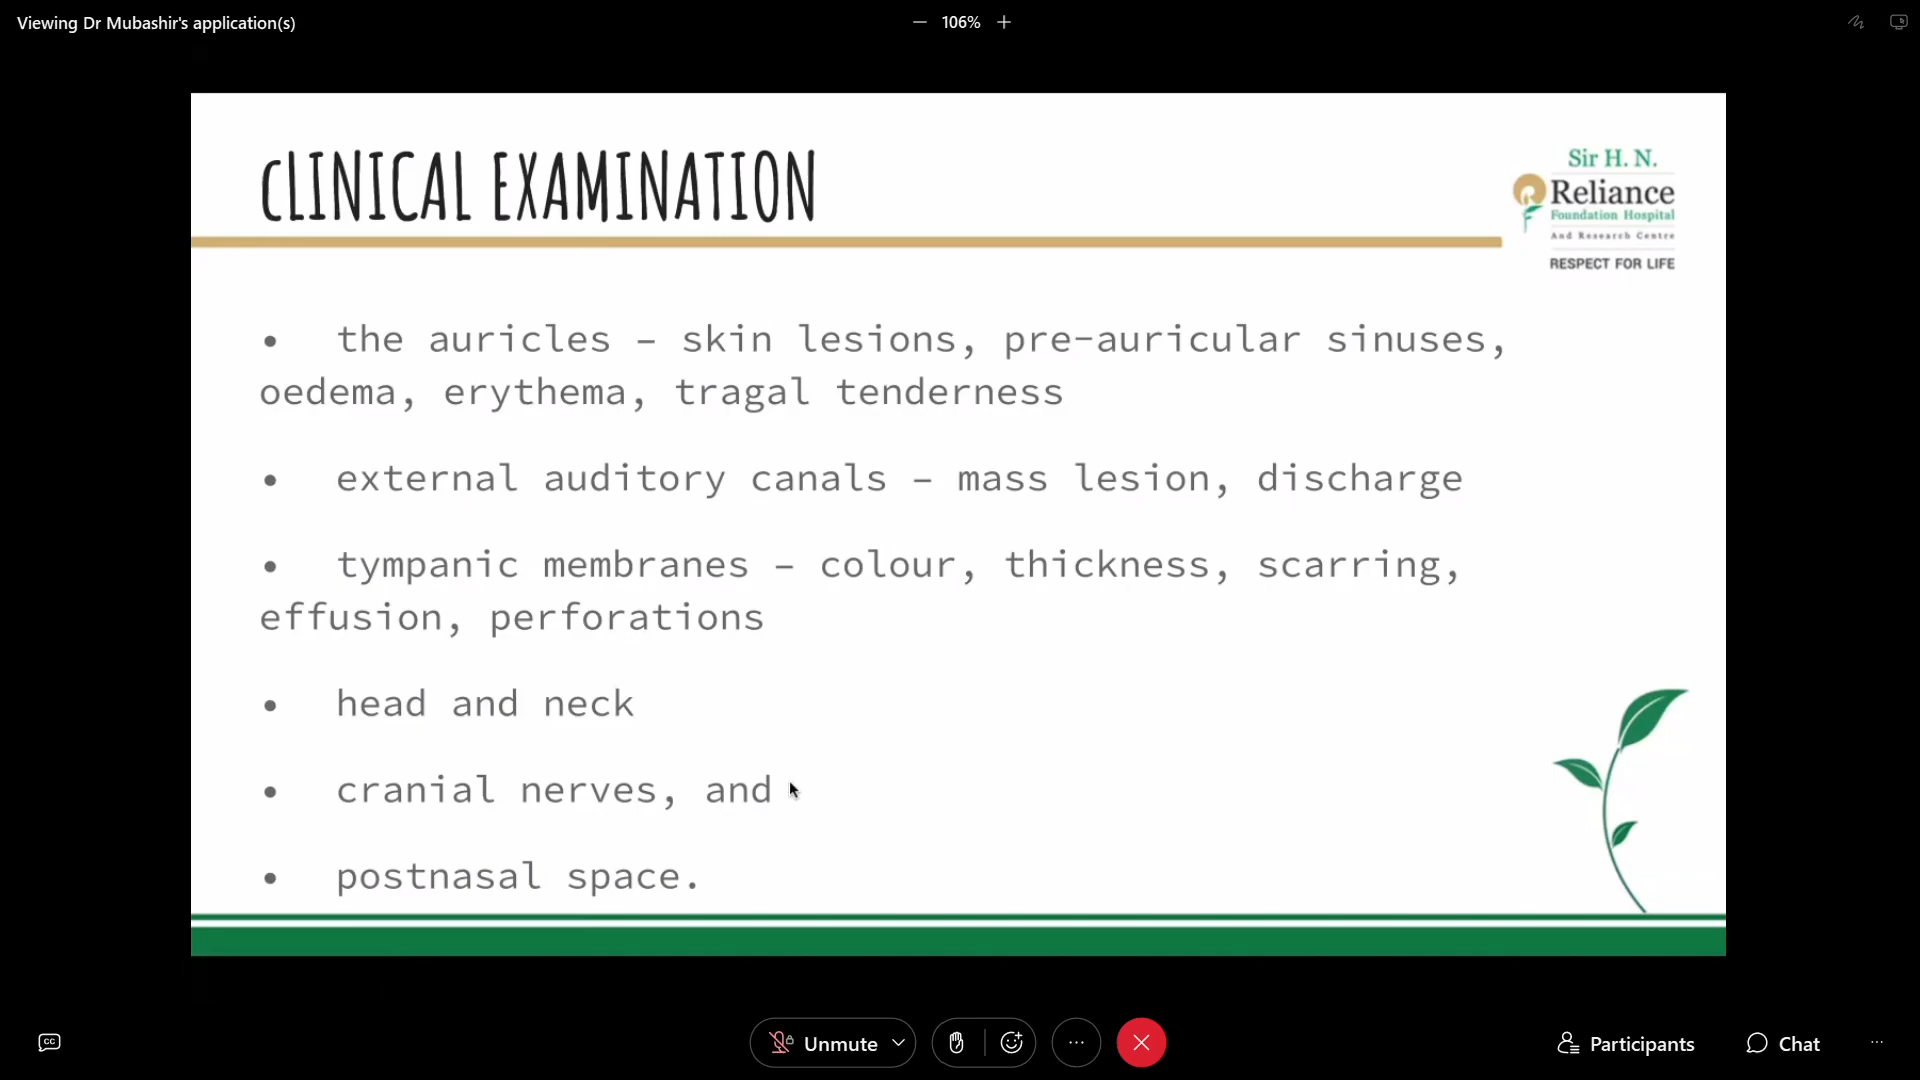 Viewing Dr Mubashir's application(s)
106%
cLINICAL EXAMINATION
Sir H. N.
Reliance
Foundation Hospital
And Research Centre
RESPECT FOR LIFE
• the auricles – skin lesions, pre-auricular sinuses,
oedema, erythema, tragal tenderness
• external auditory canals – mass lesion, discharge
• tympanic membranes – colour, thickness, scarring,
effusion, perforations
• head and neck
• cranial nerves, and
• postnasal space.
CC
Unmute
Participants
Chat